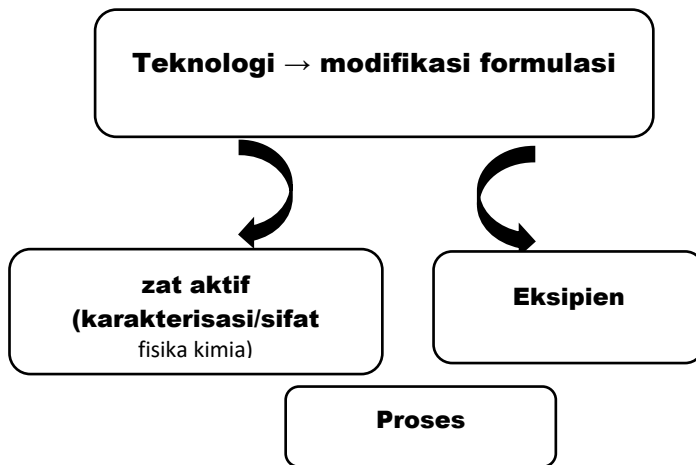 Teknologi → modifikasi formulasi
zat aktif
(karakterisasi/sifat
fisika kimia)
Eksipien
Proses